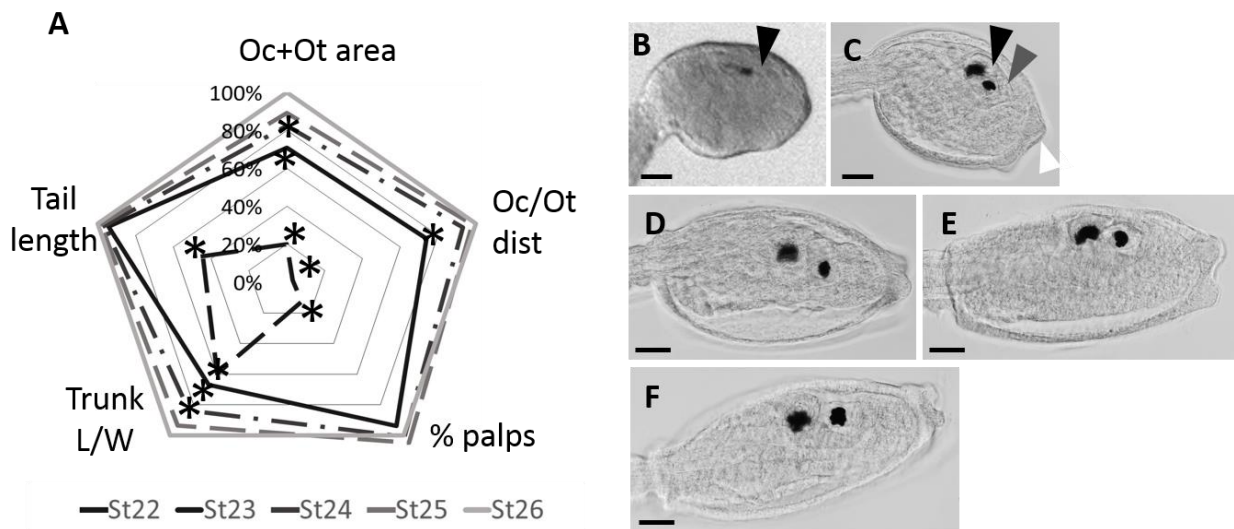 A
Oc+Ot area
100%
80%
60%
40%
20%
0%
Tail
length
Oc/Ot
dist
Trunk
L/W
% palps
St22 St23 St24 St25 St26
B
C
D
E
F